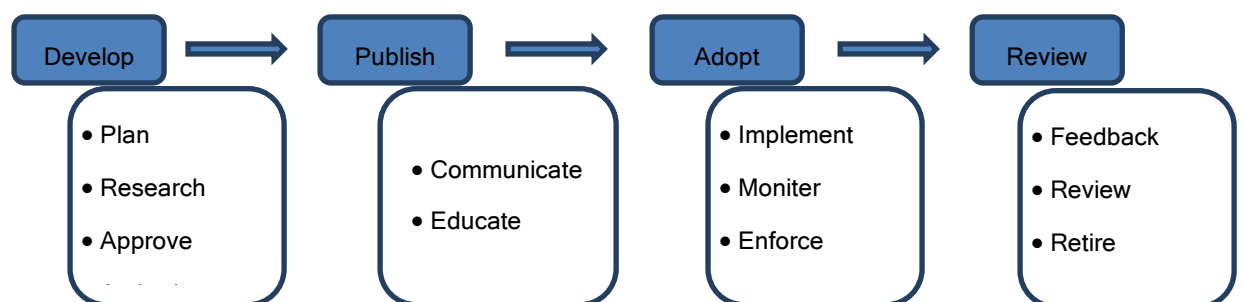 Develop
Publish
Adopt
Review
• Plan
• Research
• Approve
• Communicate
• Educate
• Implement
• Moniter
• Enforce
• Feedback
• Review
• Retire